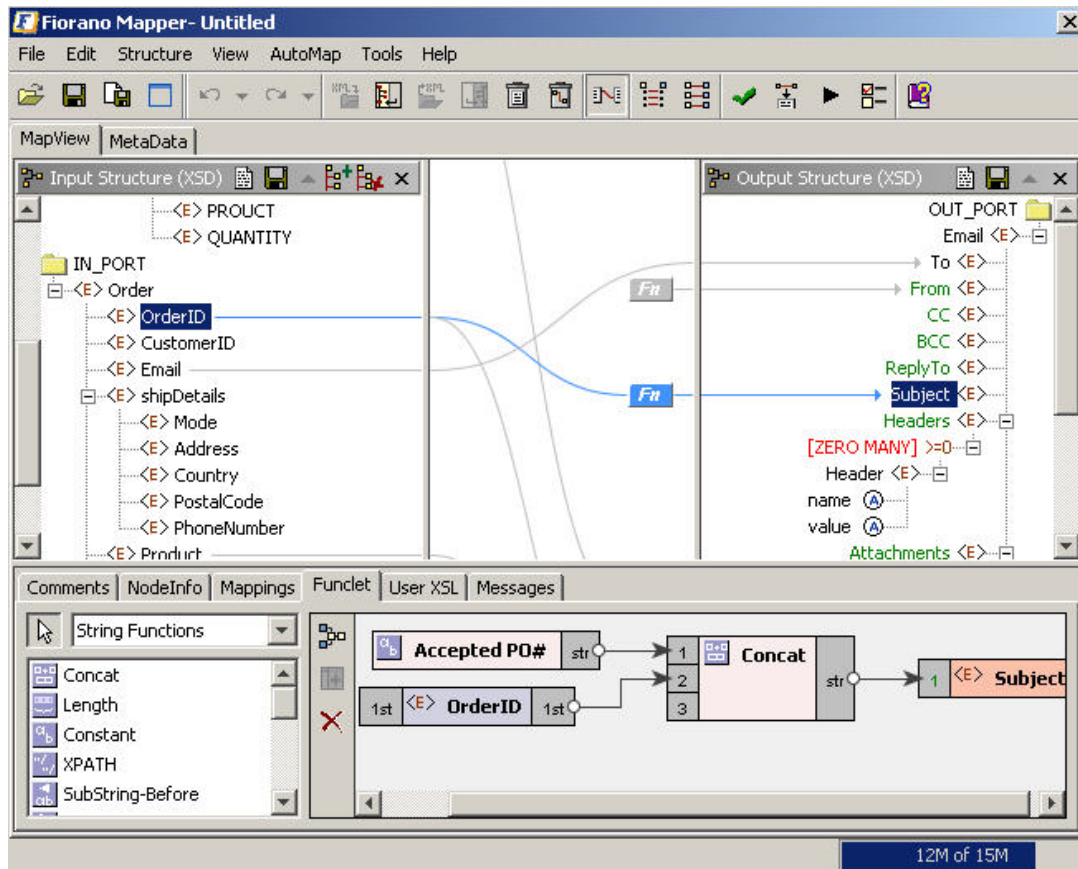 Fiorano Mapper- Untitled
File Edit Structure View AutoMap Tools Help
MapView MetaData
Input Structure (XSD)
<E> PROUCT
<E> QUANTITY
IN_PORT
<E> Order
<E> OrderID
<E> CustomerID
<E> Email
<E> shipDetails
<E> Mode
<E> Address
<E> Country
<E> PostalCode
<E> PhoneNumber
<E> Product
Fn
Fn
Output Structure (XSD)
OUT_PORT
Email <E>
To <E>
From <E>
CC <E>
BCC <E>
ReplyTo <E>
Subject <E>
Headers <E>
[ZERO MANY] >=0
Header <E>
name A
value A
Attachments <E>
Comments NodeInfo Mappings Funclet User XSL Messages
String Functions
Concat
Length
Constant
XPATH
SubString-Before
Accepted PO# str
1st <E> OrderID 1st
1 Concat
2
3
str
1 <E> Subject
12M of 15M